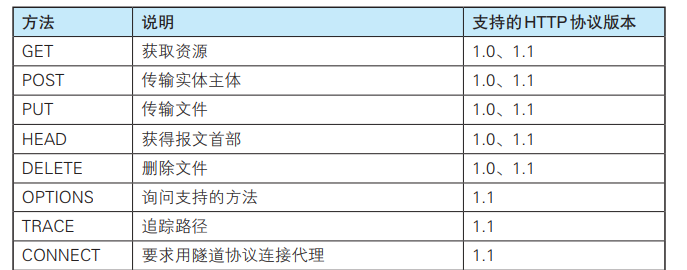 方法 说明 支持的HTTP协议版本
GET 获取资源 1.0、1.1
POST 传输实体主体 1.0、1.1
PUT 传输文件 1.0、1.1
HEAD 获得报文首部 1.0、1.1
DELETE 删除文件 1.0、1.1
OPTIONS 询问支持的方法 1.1
TRACE 追踪路径 1.1
CONNECT 要求用隧道协议连接代理 1.1